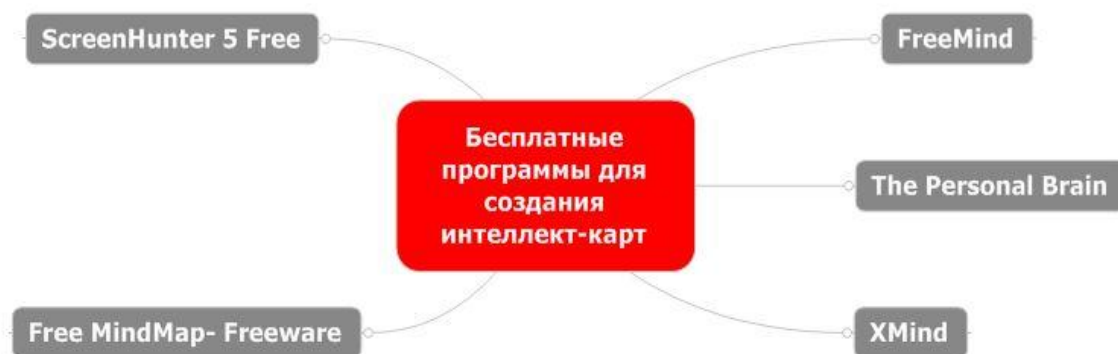 ScreenHunter 5 Free
FreeMind
Бесплатные
программы для
создания
интеллект-карт
The Personal Brain
Free MindMap- Freeware
XMind